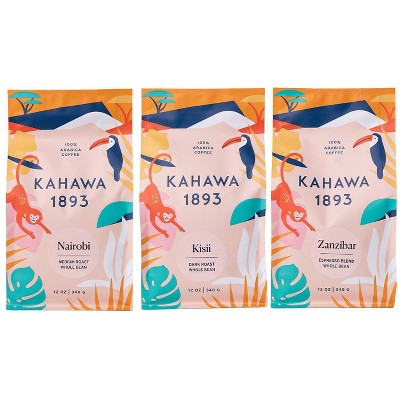 100%
ARABICA
COFFEE
KAHAWA
1893
Nairobi
MEDIUM ROAST
WHOLE BEAN
12 OZ | 340 G
100%
ARABICA
COFFEE
KAHAWA
1893
Kisii
DARK ROAST
WHOLE BEAN
12 OZ | 340 G
100%
ARABICA
COFFEE
KAHAWA
1893
Zanzibar
ESPRESSO BLEND
WHOLE BEAN
12 OZ | 340 G